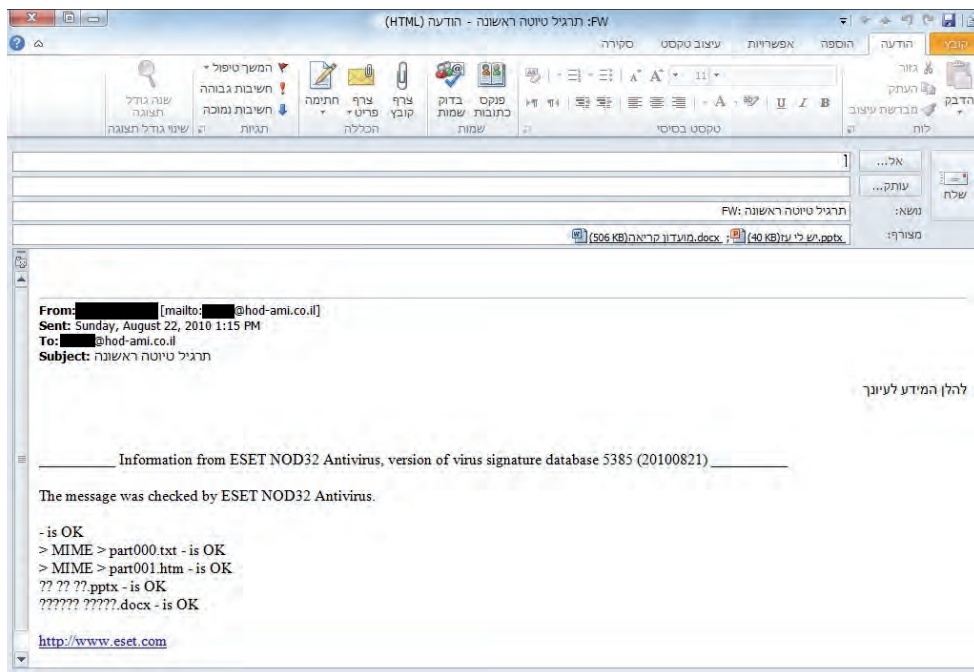 FW: תרגיל טיוטה ראשונה - הודעה (HTML)
קובץ הודעה הוספה אפשרויות עיצוב טקסט סקירה
הדבק
גזור
העתק
מברשת עיצוב
לוח
11
B I U A
טקסט בסיסי
פנקס כתובות
בדוק שמות
שמות
צרף קובץ
צרף פריט
חתימה
הכללה
המשך טיפול
חשיבות גבוהה
חשיבות נמוכה
תגיות
שנה גודל תצוגה
שינוי גודל תצוגה
שלח
אל...
עותק...
נושא: FW: תרגיל טיוטה ראשונה
מצורף: יש לי עז.pptx (40 KB); מועדון קריאה.docx (506 KB)
From: [mailto: @hod-ami.co.il]
Sent: Sunday, August 22, 2010 1:15 PM
To: @hod-ami.co.il
Subject: תרגיל טיוטה ראשונה
להלן המידע לעיונך
__________ Information from ESET NOD32 Antivirus, version of virus signature database 5385 (20100821) __________
The message was checked by ESET NOD32 Antivirus.
- is OK
> MIME > part000.txt - is OK
> MIME > part001.htm - is OK
?? ?? ??.pptx - is OK
?????? ?????.docx - is OK
http://www.eset.com